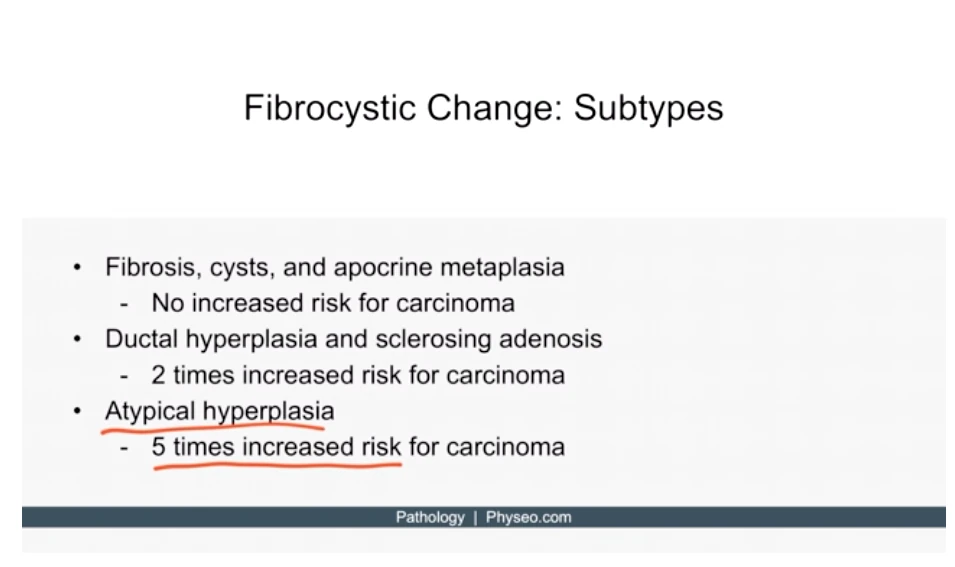 Fibrocystic Change: Subtypes
• Fibrosis, cysts, and apocrine metaplasia
- No increased risk for carcinoma
• Ductal hyperplasia and sclerosing adenosis
- 2 times increased risk for carcinoma
• Atypical hyperplasia
- 5 times increased risk for carcinoma
Pathology | Physeo.com